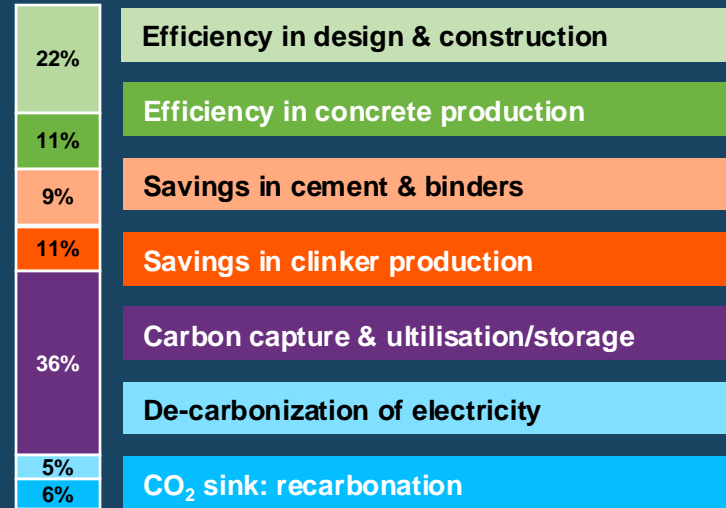 22%
Efficiency in design & construction
11%
Efficiency in concrete production
9%
Savings in cement & binders
11%
Savings in clinker production
36%
Carbon capture & ultilisation/storage
5%
De-carbonization of electricity
6%
CO₂ sink: recarbonation